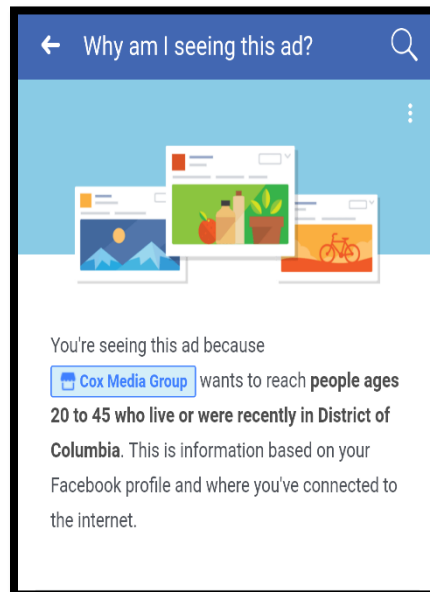 Why am I seeing this ad?
You're seeing this ad because
Cox Media Group wants to reach people ages
20 to 45 who live or were recently in District of
Columbia. This is information based on your
Facebook profile and where you've connected to
the internet.